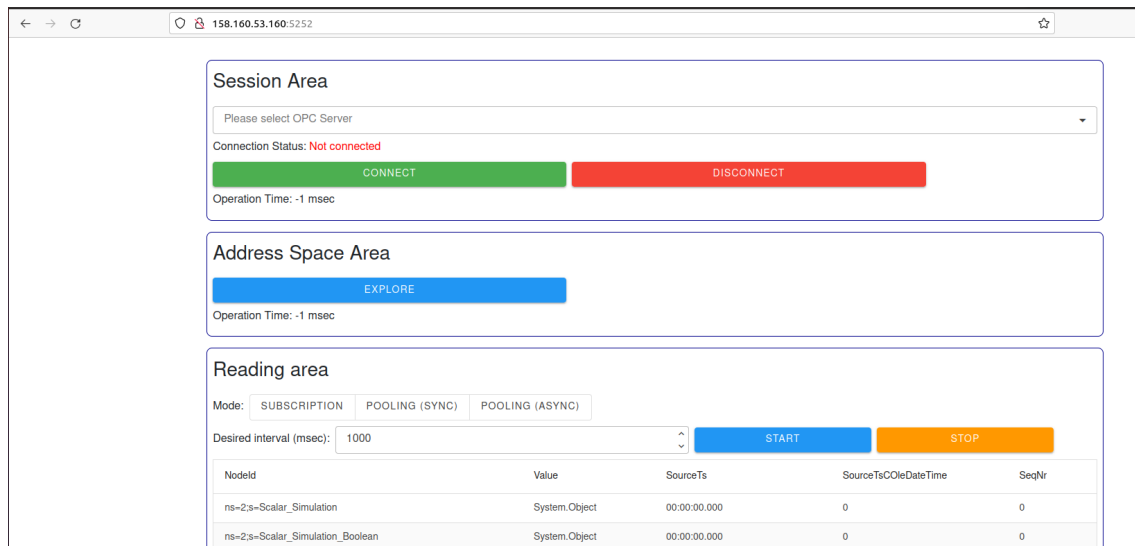 158.160.53.160:5252
Session Area
Please select OPC Server
Connection Status: Not connected
CONNECT DISCONNECT
Operation Time: -1 msec
Address Space Area
EXPLORE
Operation Time: -1 msec
Reading area
Mode: SUBSCRIPTION POOLING (SYNC) POOLING (ASYNC)
Desired interval (msec): 1000 START STOP
NodeId Value SourceTs SourceTsCOleDateTime SeqNr
ns=2;s=Scalar_Simulation System.Object 00:00:00.000 0 0
ns=2;s=Scalar_Simulation_Boolean System.Object 00:00:00.000 0 0